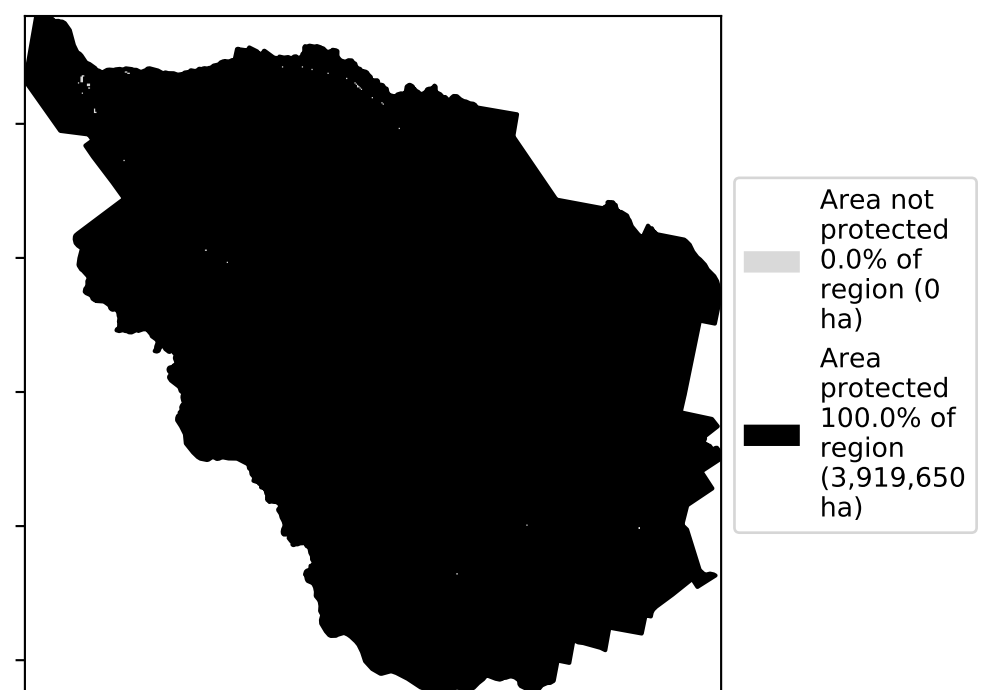 Area not
protected
0.0% of
region (0
ha)
Area
protected
100.0% of
region
(3,919,650
ha)